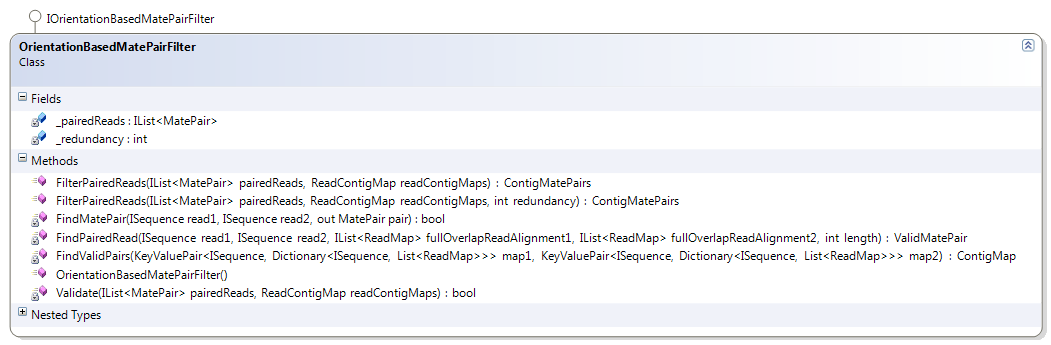 IOrientationBasedMatePairFilter
OrientationBasedMatePairFilter
Class
Fields
_pairedReads : IList<MatePair>
_redundancy : int
Methods
FilterPairedReads(IList<MatePair> pairedReads, ReadContigMap readContigMaps) : ContigMatePairs
FilterPairedReads(IList<MatePair> pairedReads, ReadContigMap readContigMaps, int redundancy) : ContigMatePairs
FindMatePair(ISequence read1, ISequence read2, out MatePair pair) : bool
FindPairedRead(ISequence read1, ISequence read2, IList<ReadMap> fullOverlapReadAlignment1, IList<ReadMap> fullOverlapReadAlignment2, int length) : ValidMatePair
FindValidPairs(KeyValuePair<ISequence, Dictionary<ISequence, List<ReadMap>>> map1, KeyValuePair<ISequence, Dictionary<ISequence, List<ReadMap>>> map2) : ContigMap
OrientationBasedMatePairFilter()
Validate(IList<MatePair> pairedReads, ReadContigMap readContigMaps) : bool
Nested Types